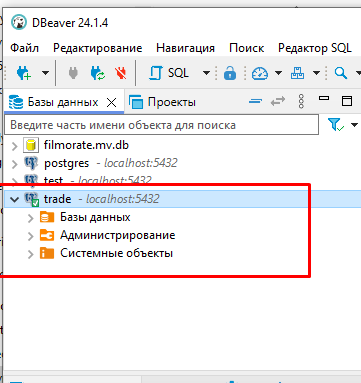 DBeaver 24.1.4
Файл Редактирование Навигация Поиск Редактор SQL
SQL
Базы данных Проекты
Введите часть имени объекта для поиска
filmorate.mv.db
postgres - localhost:5432
test - localhost:5432
trade - localhost:5432
Базы данных
Администрирование
Системные объекты